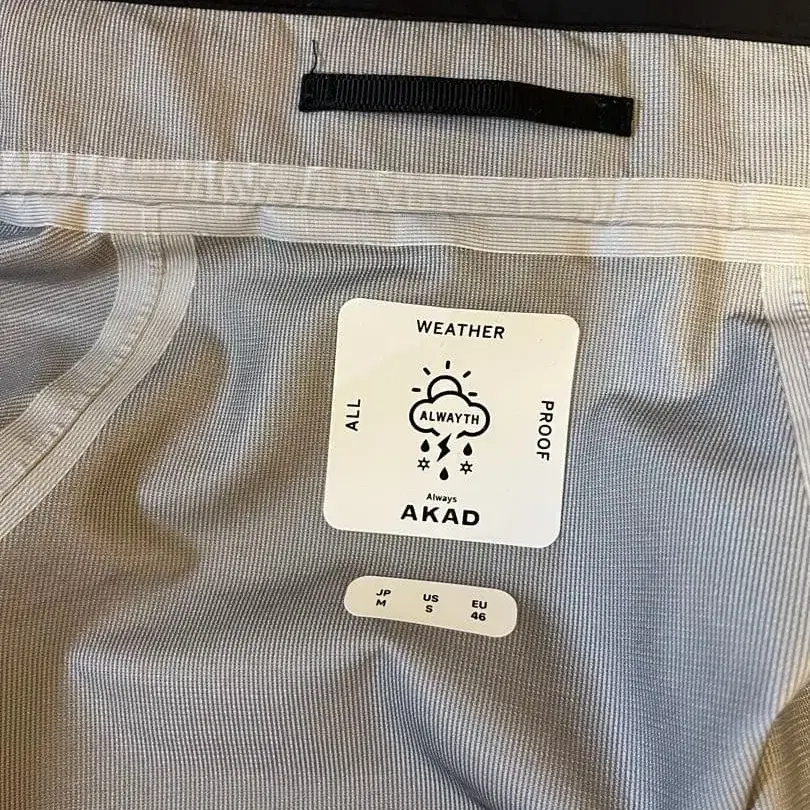 WEATHER
ALL
ALWAYTH
PROOF
Always
AKAD
JP US EU
M S 46